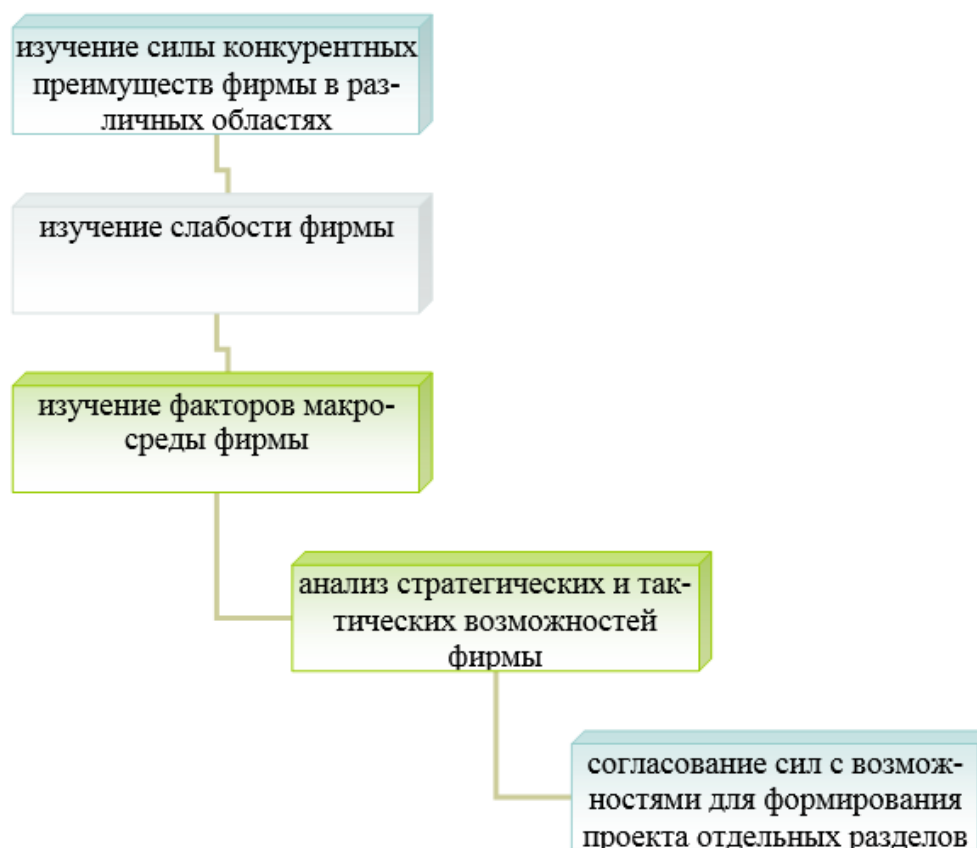 изучение силы конкурентных
преимуществ фирмы в раз-
личных областях
изучение слабости фирмы
изучение факторов макро-
среды фирмы
анализ стратегических и так-
тических возможностей
фирмы
согласование сил с возмож-
ностями для формирования
проекта отдельных разделов